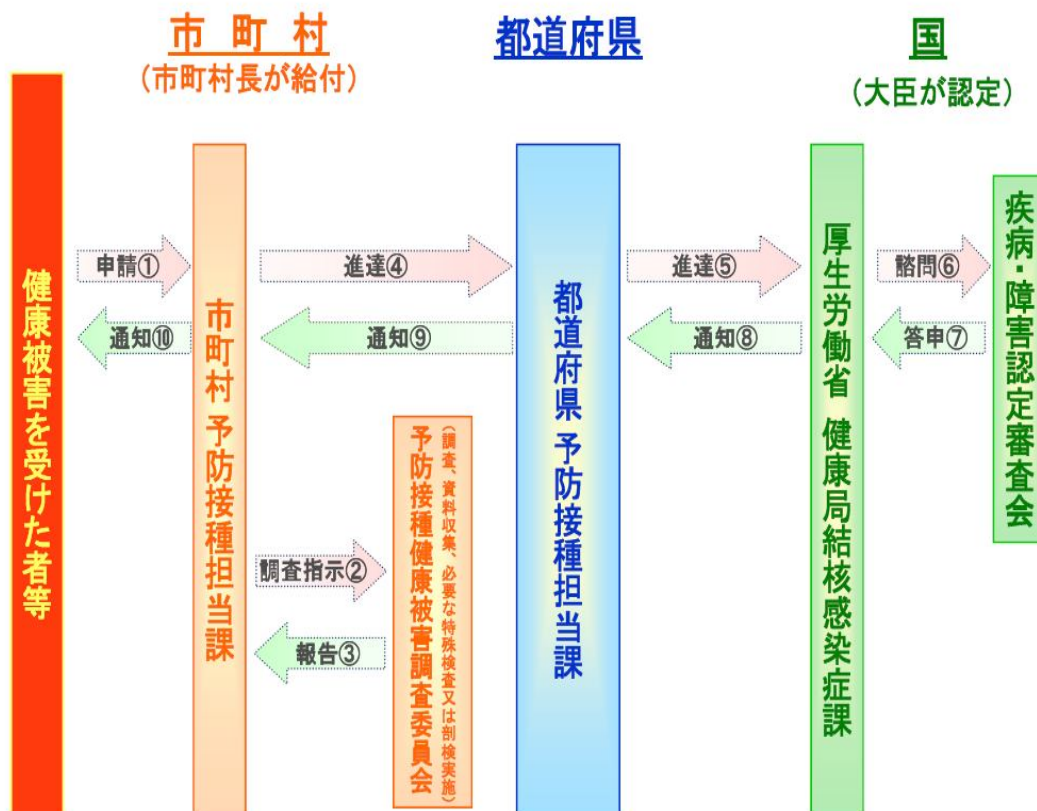 市 町 村
(市町村長が給付)
都道府県
国
(大臣が認定)
健康被害を受けた者等
申請①
通知⑩
市町村 予防接種担当課
進達④
通知⑨
調査指示②
報告③
予防接種健康被害調査委員会
(調査、資料収集、必要な特殊検査又は剖検実施)
都道府県 予防接種担当課
進達⑤
通知⑧
厚生労働省 健康局結核感染症課
諮問⑥
答申⑦
疾病・障害認定審査会